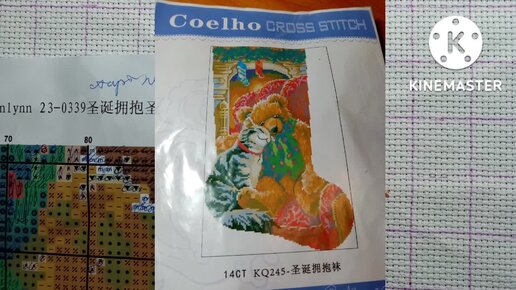 Coelho CROSS STITCH
nlynn 23-0339圣诞拥抱圣
70
80
14CT KQ245-圣诞拥抱袜
K
KINEMASTER